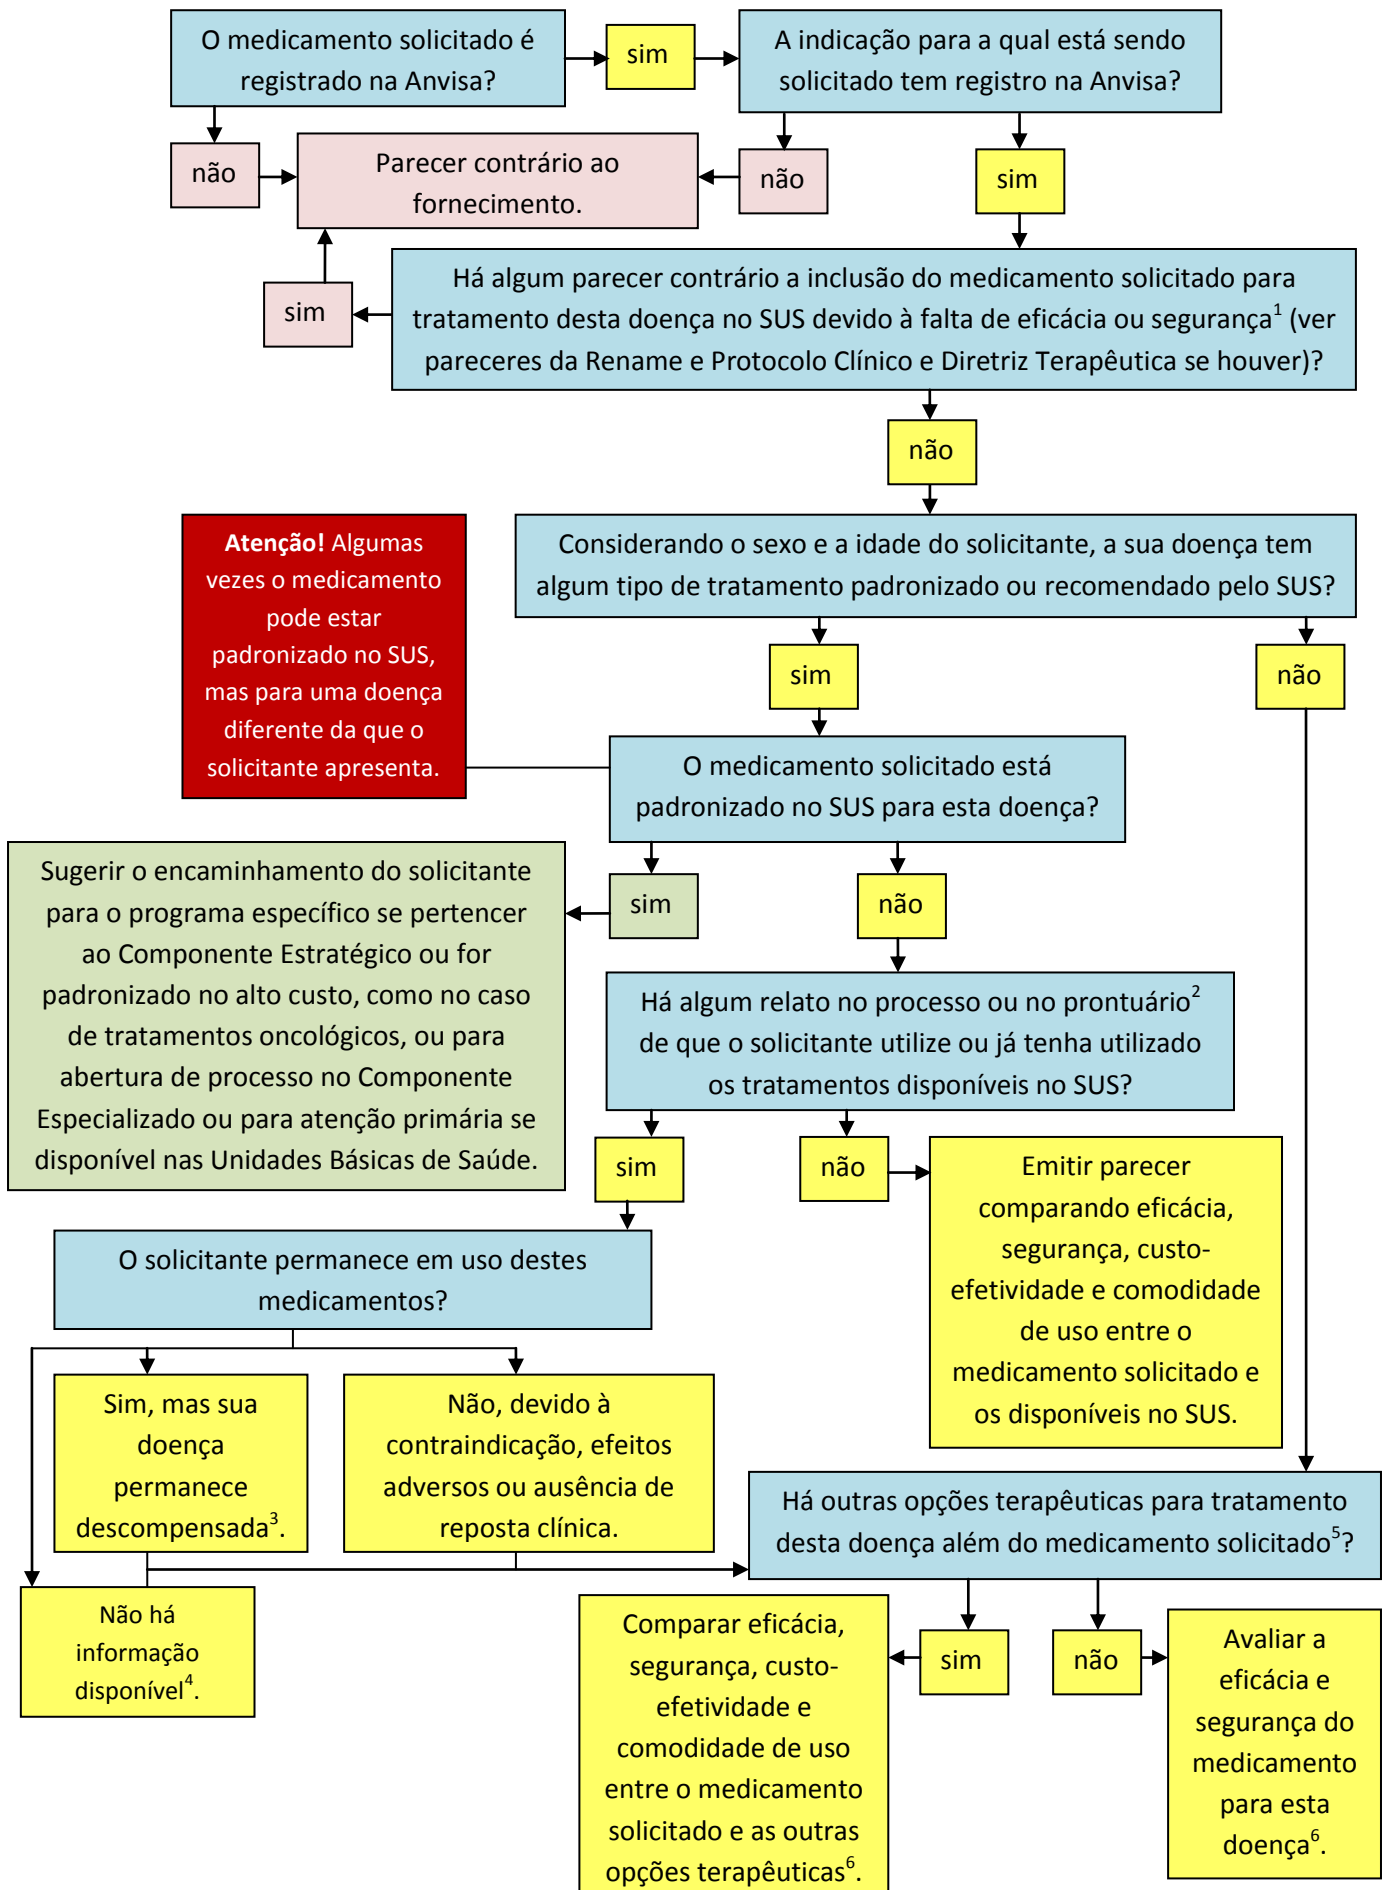 O medicamento solicitado é
registrado na Anvisa?
sim
A indicação para a qual está sendo
solicitado tem registro na Anvisa?
não
Parecer contrário ao
fornecimento.
não
sim
sim
Há algum parecer contrário a inclusão do medicamento solicitado para
tratamento desta doença no SUS devido à falta de eficácia ou segurança¹ (ver
pareceres da Rename e Protocolo Clínico e Diretriz Terapêutica se houver)?
não
Atenção! Algumas
vezes o medicamento
pode estar
padronizado no SUS,
mas para uma doença
diferente da que o
solicitante apresenta.
Considerando o sexo e a idade do solicitante, a sua doença tem
algum tipo de tratamento padronizado ou recomendado pelo SUS?
sim
não
O medicamento solicitado está
padronizado no SUS para esta doença?
Sugerir o encaminhamento do solicitante
para o programa específico se pertencer
ao Componente Estratégico ou for
padronizado no alto custo, como no caso
de tratamentos oncológicos, ou para
abertura de processo no Componente
Especializado ou para atenção primária se
disponível nas Unidades Básicas de Saúde.
sim
não
Há algum relato no processo ou no prontuário²
de que o solicitante utilize ou já tenha utilizado
os tratamentos disponíveis no SUS?
sim
não
Emitir parecer
comparando eficácia,
segurança, custo-
efetividade e comodidade
de uso entre o
medicamento solicitado e
os disponíveis no SUS.
O solicitante permanece em uso destes
medicamentos?
Sim, mas sua
doença
permanece
descompensada³.
Não, devido à
contraindicação, efeitos
adversos ou ausência de
reposta clínica.
Não há
informação
disponível⁴.
Há outras opções terapêuticas para tratamento
desta doença além do medicamento solicitado⁵?
Comparar eficácia,
segurança, custo-
efetividade e
comodidade de uso
entre o medicamento
solicitado e as outras
opções terapêuticas⁶.
sim
não
Avaliar a
eficácia e
segurança do
medicamento
para esta
doença⁶.